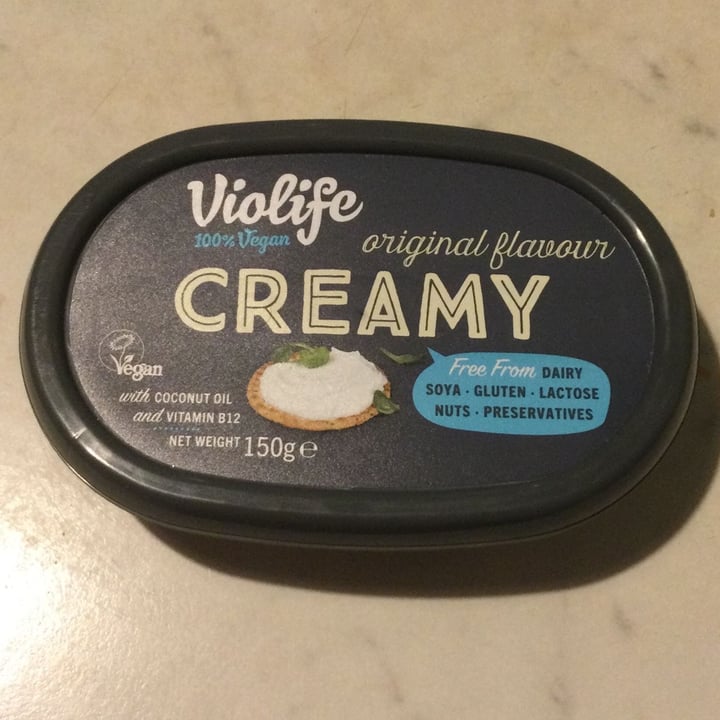 Violife
100% Vegan
original flavour
CREAMY
Vegan
with COCONUT OIL
and VITAMIN B12
NET WEIGHT 150g e
Free From DAIRY
SOYA · GLUTEN · LACTOSE
NUTS · PRESERVATIVES